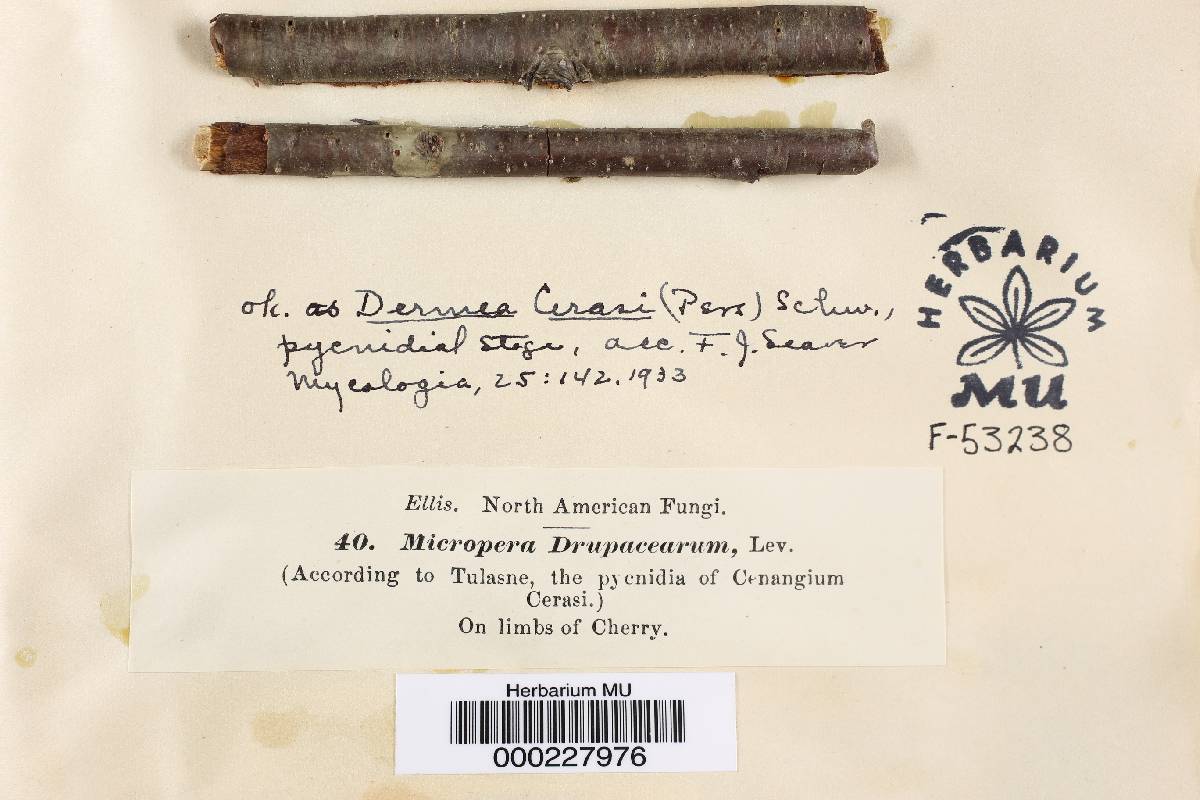 ok. as Dermea Cerasi (Pers) Schw.,
pycnidial stage, acc. F. J. Seaver
Mycologia, 25:142. 1933
HERBARIUM
MU
F-53238
Ellis. North American Fungi.
40. Micropera Drupacearum, Lev.
(According to Tulasne, the pycnidia of Cenangium
Cerasi.)
On limbs of Cherry.
Herbarium MU
000227976